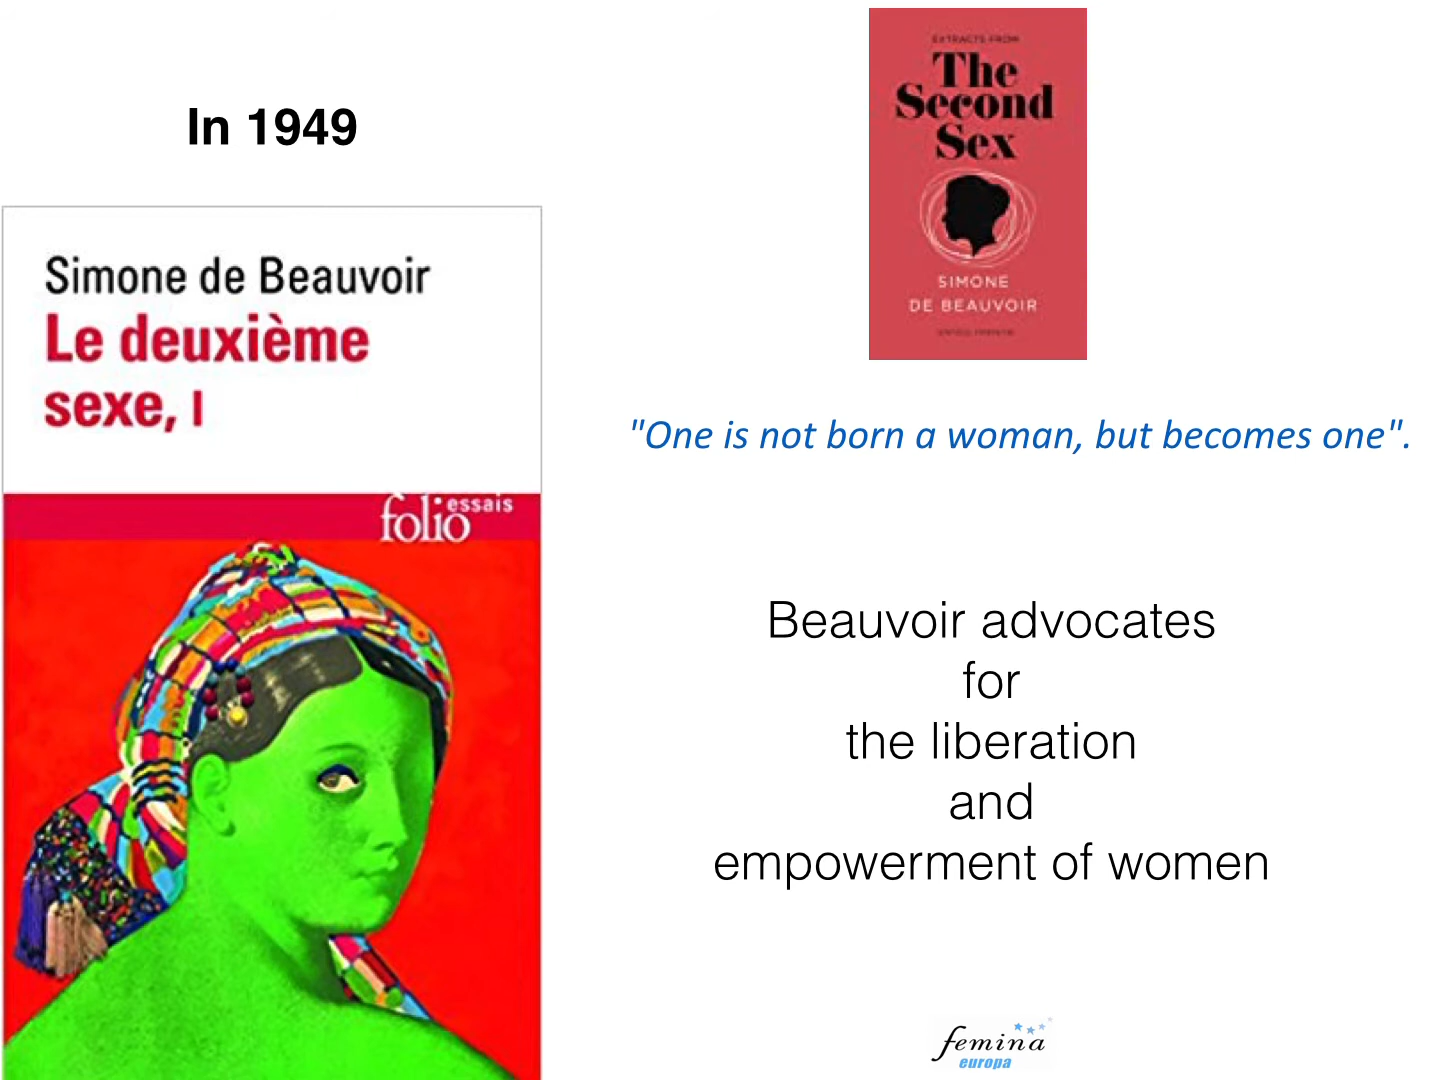 In 1949
Simone de Beauvoir
Le deuxième
sexe, I
essais
folio
EXTRACTS FROM
The
Second
Sex
SIMONE
DE BEAUVOIR
"One is not born a woman, but becomes one".
Beauvoir advocates
for
the liberation
and
empowerment of women
femina
europa